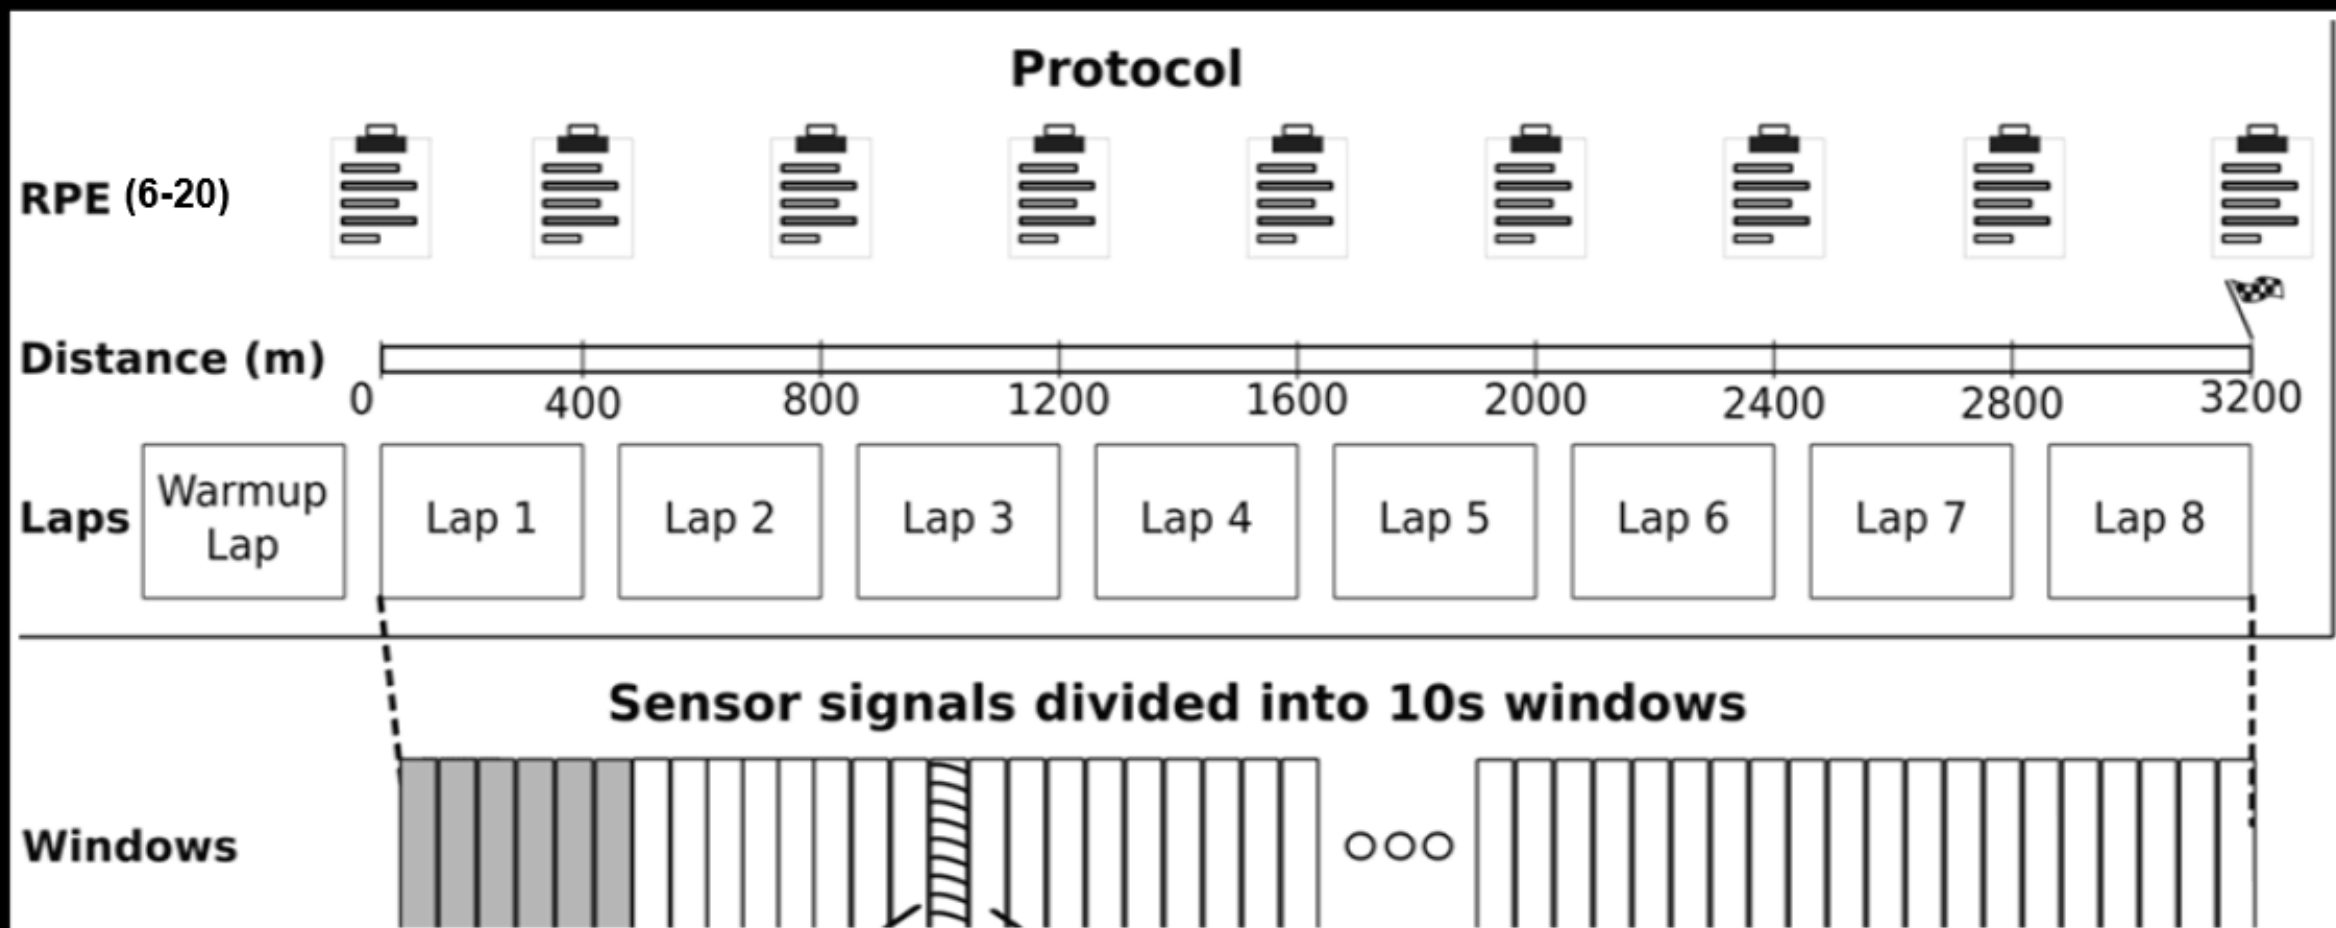 Protocol
RPE (6-20)
Distance (m)
0 400 800 1200 1600 2000 2400 2800 3200
Laps
Warmup
Lap
Lap 1
Lap 2
Lap 3
Lap 4
Lap 5
Lap 6
Lap 7
Lap 8
Sensor signals divided into 10s windows
Windows